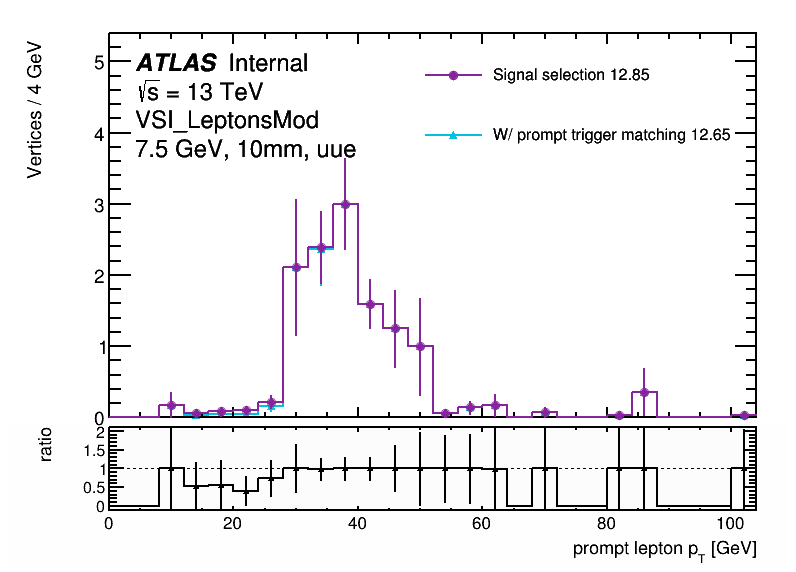 ATLAS Internal
√s = 13 TeV
VSI_LeptonsMod
7.5 GeV, 10mm, uue
Signal selection 12.85
W/ prompt trigger matching 12.65
Vertices / 4 GeV
5
4
3
2
1
0
ratio
2
1.5
1
0.5
0
0 20 40 60 80 100
prompt lepton pT [GeV]